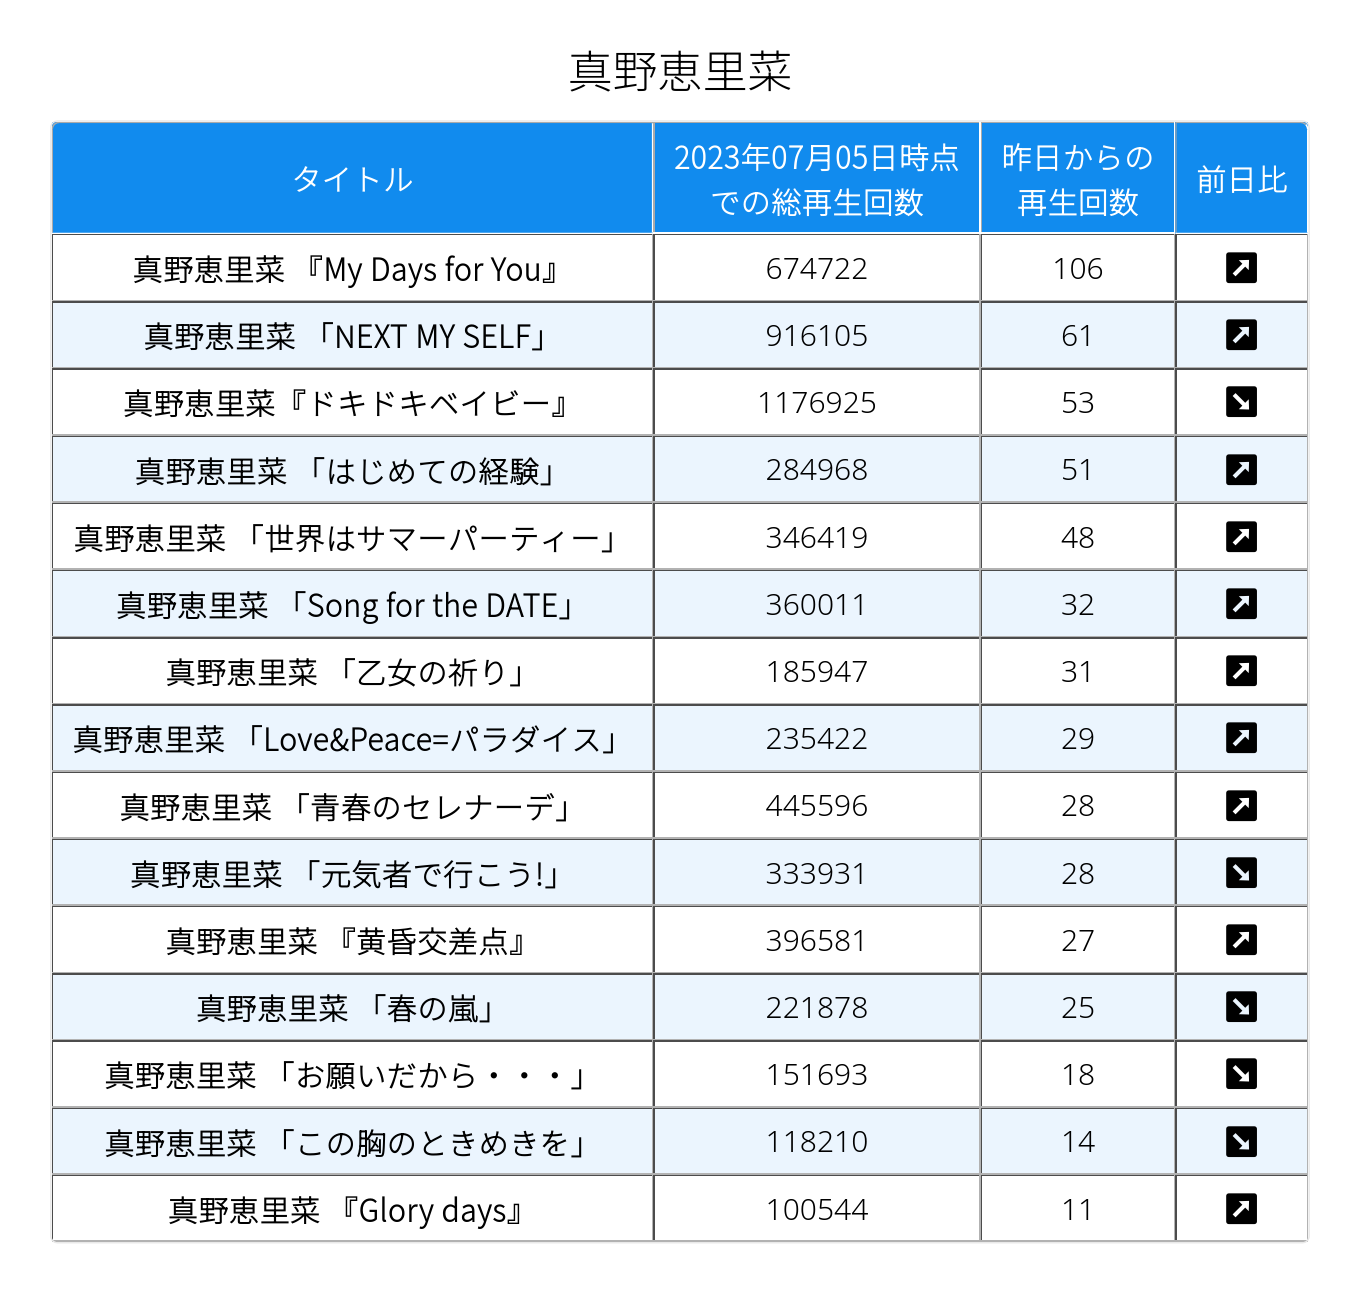 真野恵里菜
タイトル
2023年07月05日時点
での総再生回数
昨日からの
再生回数
前日比
真野恵里菜 『My Days for You』 674722 106 ↗
真野恵里菜 「NEXT MY SELF」 916105 61 ↗
真野恵里菜『ドキドキベイビー』 1176925 53 ↘
真野恵里菜 「はじめての経験」 284968 51 ↗
真野恵里菜 「世界はサマーパーティー」 346419 48 ↗
真野恵里菜 「Song for the DATE」 360011 32 ↗
真野恵里菜 「乙女の祈り」 185947 31 ↗
真野恵里菜 「Love&Peace=パラダイス」 235422 29 ↗
真野恵里菜 「青春のセレナーデ」 445596 28 ↗
真野恵里菜 「元気者で行こう!」 333931 28 ↘
真野恵里菜 『黄昏交差点』 396581 27 ↗
真野恵里菜 「春の嵐」 221878 25 ↘
真野恵里菜 「お願いだから・・・」 151693 18 ↘
真野恵里菜 「この胸のときめきを」 118210 14 ↘
真野恵里菜 『Glory days』 100544 11 ↗